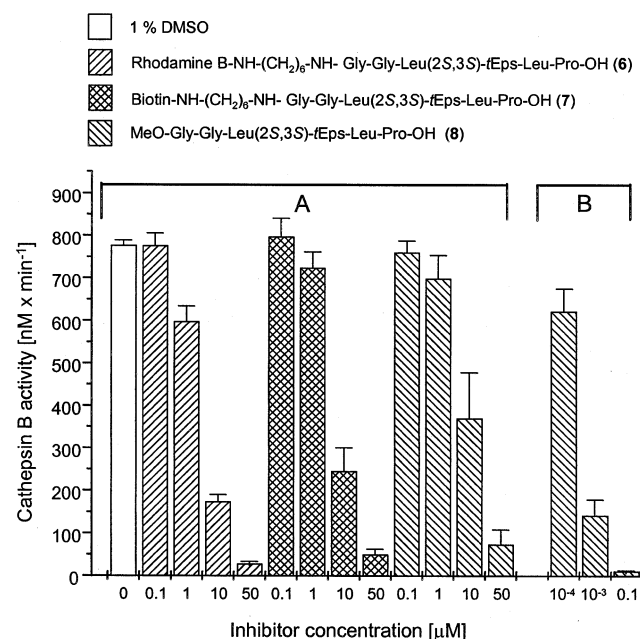 1 % DMSO
Rhodamine B-NH-(CH2)6-NH- Gly-Gly-Leu(2S,3S)-tEps-Leu-Pro-OH (6)
Biotin-NH-(CH2)6-NH- Gly-Gly-Leu(2S,3S)-tEps-Leu-Pro-OH (7)
MeO-Gly-Gly-Leu(2S,3S)-tEps-Leu-Pro-OH (8)
A
B
Cathepsin B activity [nM x min-1]
900
800
700
600
500
400
300
200
100
0
0 0.1 1 10 50 0.1 1 10 50 0.1 1 10 50 10-4 10-3 0.1
Inhibitor concentration [µM]